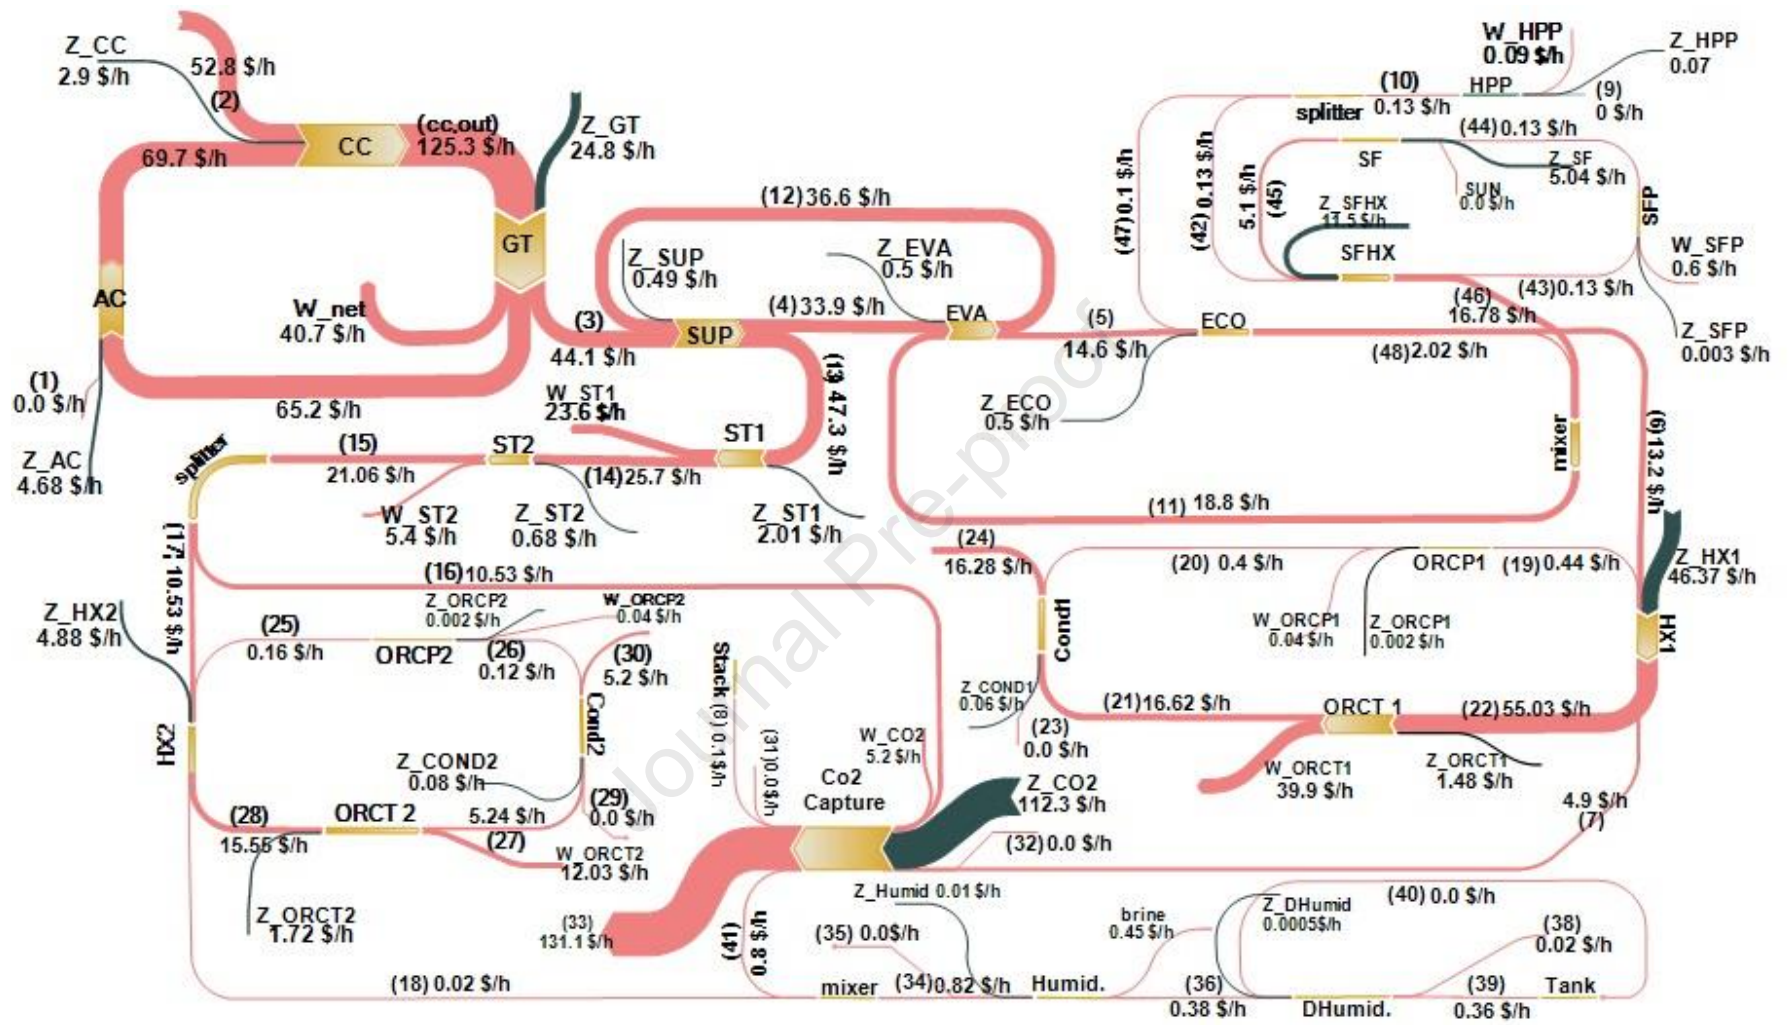 Z_CC
2.9 $/h
52.8 $/h
(2)
CC
(cc,out)
125.3 $/h
69.7 $/h
Z_GT
24.8 $/h
GT
AC
W_net
40.7 $/h
(1)
0.0 $/h
65.2 $/h
Z_AC
4.68 $/h
(3)
44.1 $/h
(12) 36.6 $/h
Z_SUP
0.49 $/h
Z_EVA
0.5 $/h
(4) 33.9 $/h
SUP
EVA
(5)
14.6 $/h
(13) 47.3 $/h
W_ST1
23.6 $/h
ST1
ST2
(15)
21.06 $/h
(14) 25.7 $/h
splitter
W_ST2
5.4 $/h
Z_ST2
0.68 $/h
Z_ST1
2.01 $/h
W_HPP
0.09 $/h
Z_HPP
0.07
(10)
0.13 $/h
HPP
(9)
0 $/h
splitter
(44) 0.13 $/h
SF
Z_SF
5.04 $/h
SUN
0.0 $/h
(47) 0.1 $/h
(42) 0.13 $/h
5.1 $/h
(45)
Z_SFHX
11.5 $/h
SFHX
SFP
W_SFP
0.6 $/h
(43) 0.13 $/h
(46)
16.78 $/h
Z_SFP
0.003 $/h
ECO
(48) 2.02 $/h
Z_ECO
0.5 $/h
mixer
(6) 13.2 $/h
(11) 18.8 $/h
(17) 10.53 $/h
(16) 10.53 $/h
(24)
16.28 $/h
(20) 0.4 $/h
ORCP1
(19) 0.44 $/h
Z_HX1
46.37 $/h
HX1
Cond1
W_ORCP1
0.04 $/h
Z_ORCP1
0.002 $/h
Z_HX2
4.88 $/h
Z_ORCP2
0.002 $/h
W_ORCP2
0.04 $/h
(25)
0.16 $/h
ORCP2
(26)
0.12 $/h
(30)
5.2 $/h
Stack (8) 0.1 $/h
(31) 0.0 $/h
Cond2
HX2
Z_COND1
0.06 $/h
(21) 16.62 $/h
ORCT 1
(22) 55.03 $/h
(23)
0.0 $/h
W_CO2
5.2 $/h
Z_COND2
0.08 $/h
Co2
Capture
Z_CO2
112.3 $/h
W_ORCT1
39.9 $/h
Z_ORCT1
1.48 $/h
4.9 $/h
(7)
(28)
15.55 $/h
ORCT 2
5.24 $/h
(27)
(29)
0.0 $/h
(32) 0.0 $/h
W_ORCT2
12.03 $/h
Z_ORCT2
1.72 $/h
(33)
131.1 $/h
Z_Humid 0.01 $/h
(41)
0.8 $/h
(35) 0.0$/h
brine
0.45 $/h
Z_DHumid
0.0005$/h
(40) 0.0 $/h
(38)
0.02 $/h
(18) 0.02 $/h
mixer
(34) 0.82 $/h
Humid.
(36)
0.38 $/h
DHumid.
(39)
0.36 $/h
Tank
Journal Pre-proof